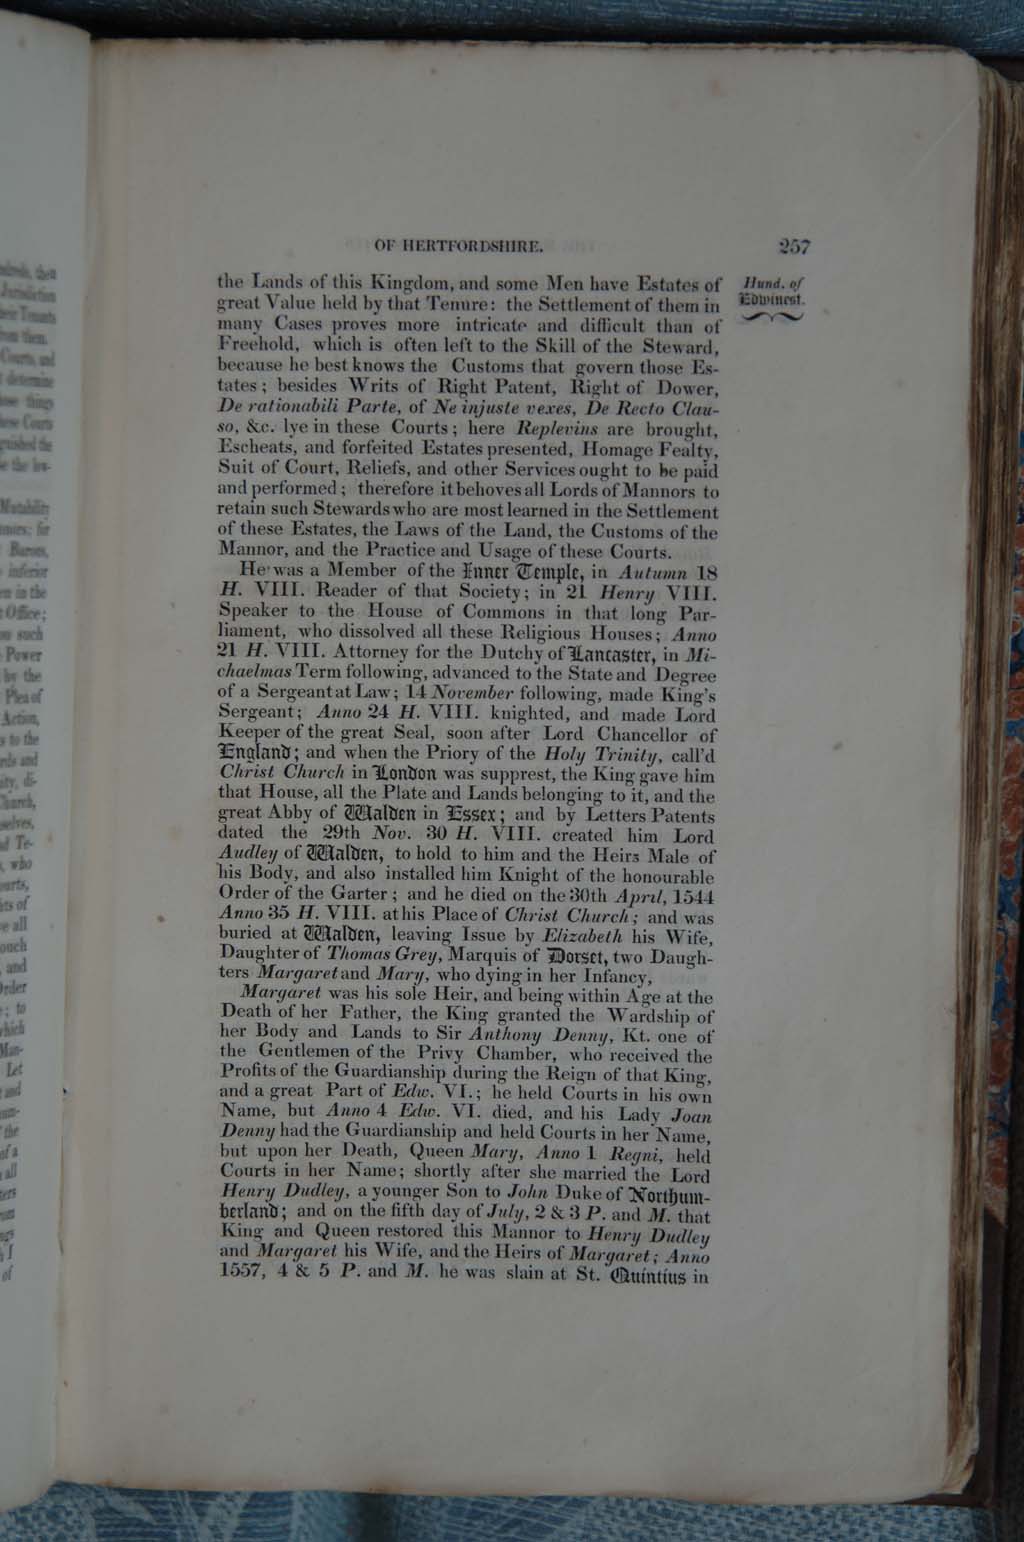 OF HERTFORDSHIRE. 257
Hund. of
Edwinest.
the Lands of this Kingdom, and some Men have Estates of
great Value held by that Tenure: the Settlement of them in
many Cases proves more intricate and difficult than of
Freehold, which is often left to the Skill of the Steward,
because he best knows the Customs that govern those Es-
tates; besides Writs of Right Patent, Right of Dower,
De rationabili Parte, of Ne injuste vexes, De Recto Clau-
so, &c. lye in these Courts; here Replevins are brought,
Escheats, and forfeited Estates presented, Homage Fealty,
Suit of Court, Reliefs, and other Services ought to be paid
and performed; therefore it behoves all Lords of Mannors to
retain such Stewards who are most learned in the Settlement
of these Estates, the Laws of the Land, the Customs of the
Mannor, and the Practice and Usage of these Courts.
He was a Member of the Inner Temple, in Autumn 18
H. VIII. Reader of that Society; in 21 Henry VIII.
Speaker to the House of Commons in that long Par-
liament, who dissolved all these Religious Houses; Anno
21 H. VIII. Attorney for the Dutchy of Lancaster, in Mi-
chaelmas Term following, advanced to the State and Degree
of a Sergeant at Law; 14 November following, made King's
Sergeant; Anno 24 H. VIII. knighted, and made Lord
Keeper of the great Seal, soon after Lord Chancellor of
England; and when the Priory of the Holy Trinity, call'd
Christ Church in London was supprest, the King gave him
that House, all the Plate and Lands belonging to it, and the
great Abby of Walden in Essex; and by Letters Patents
dated the 29th Nov. 30 H. VIII. created him Lord
Audley of Walden, to hold to him and the Heirs Male of
his Body, and also installed him Knight of the honourable
Order of the Garter; and he died on the 30th April, 1544
Anno 35 H. VIII. at his Place of Christ Church; and was
buried at Walden, leaving Issue by Elizabeth his Wife,
Daughter of Thomas Grey, Marquis of Dorset, two Daugh-
ters Margaret and Mary, who dying in her Infancy,
Margaret was his sole Heir, and being within Age at the
Death of her Father, the King granted the Wardship of
her Body and Lands to Sir Anthony Denny, Kt. one of
the Gentlemen of the Privy Chamber, who received the
Profits of the Guardianship during the Reign of that King,
and a great Part of Edw. VI.; he held Courts in his own
Name, but Anno 4 Edw. VI. died, and his Lady Joan
Denny had the Guardianship and held Courts in her Name,
but upon her Death, Queen Mary, Anno 1 Regni, held
Courts in her Name; shortly after she married the Lord
Henry Dudley, a younger Son to John Duke of Northum-
berland; and on the fifth day of July, 2 & 3 P. and M. that
King and Queen restored this Mannor to Henry Dudley
and Margaret his Wife, and the Heirs of Margaret; Anno
1557, 4 & 5 P. and M. he was slain at St. Quintius in